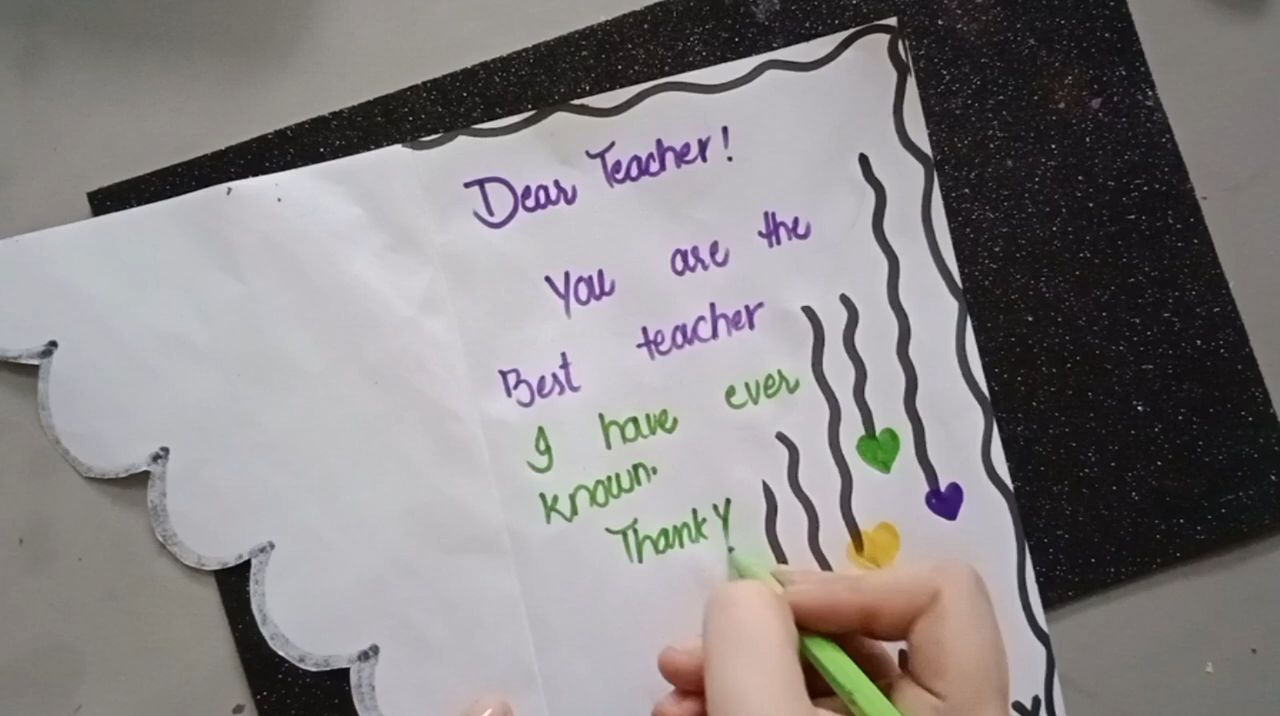 Dear Teacher!
You are the
Best teacher
I have ever
known.
Thank Y